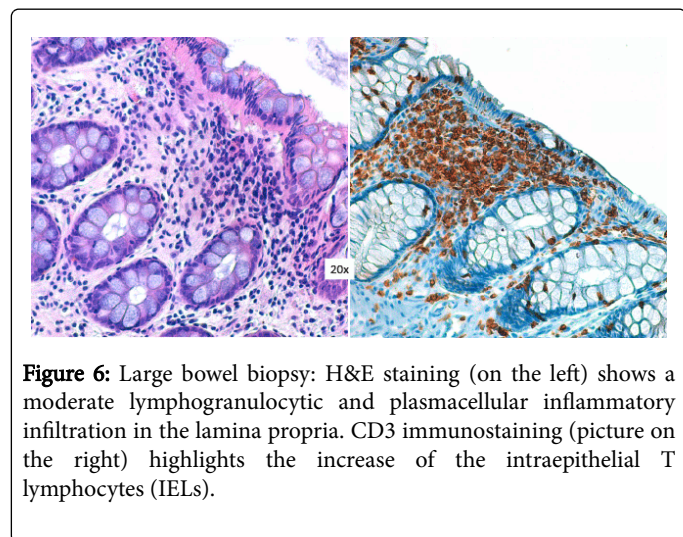 20x
Figure 6: Large bowel biopsy: H&E staining (on the left) shows a
moderate lymphogranulocytic and plasmacellular inflammatory
infiltration in the lamina propria. CD3 immunostaining (picture on
the right) highlights the increase of the intraepithelial T
lymphocytes (IELs).